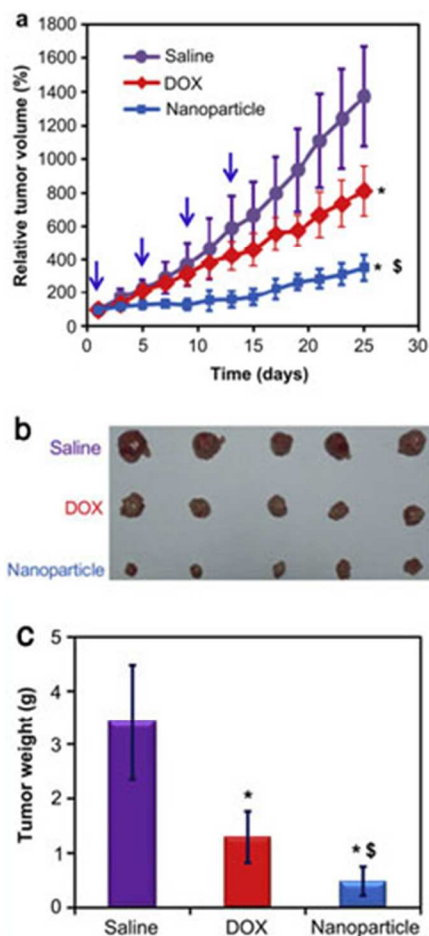 a
Relative tumor volume (%)
1800
1600
1400
1200
1000
800
600
400
200
0
Saline
DOX
Nanoparticle
*
* $
0 5 10 15 20 25 30
Time (days)
b
Saline
DOX
Nanoparticle
c
Tumor weight (g)
5
4
3
2
1
0
*
* $
Saline DOX Nanoparticle